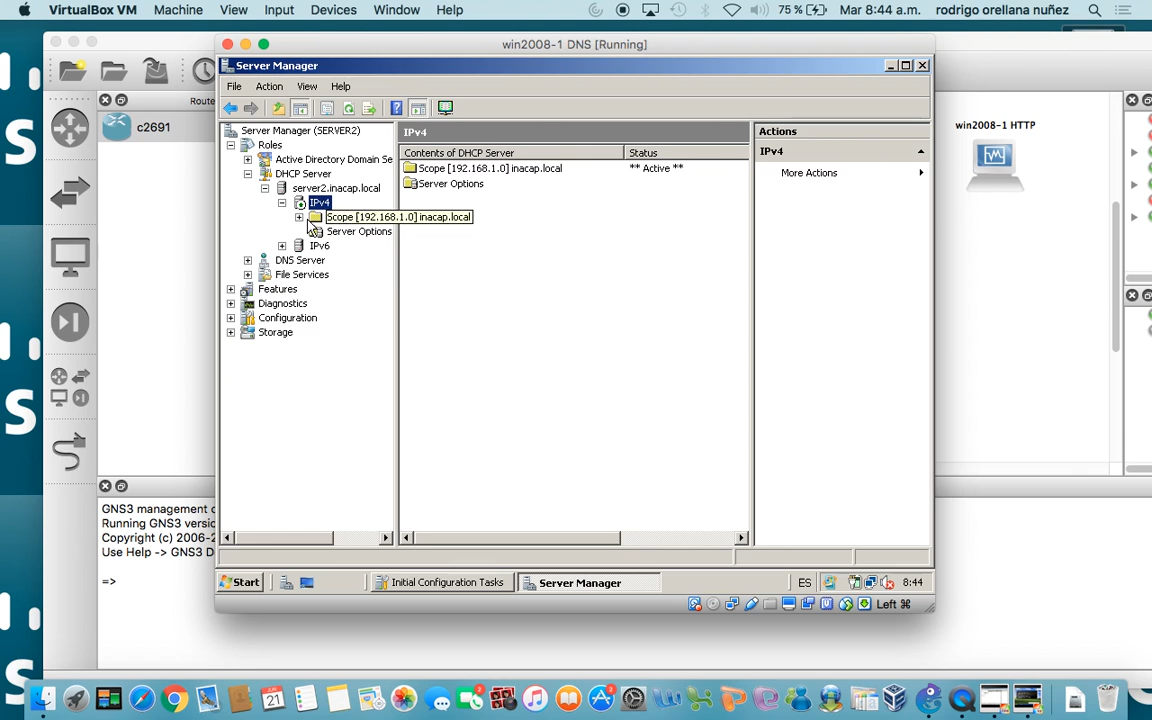 VirtualBox VM Machine View Input Devices Window Help 75 % Mar 8:44 a.m. rodrigo orellana nuñez
win2008-1 DNS [Running]
Server Manager
File Action View Help
Route
c2691
Server Manager (SERVER2)
Roles
Active Directory Domain Se
DHCP Server
server2.inacap.local
IPv4
Scope [192.168.1.0] inacap.local
Server Options
IPv6
DNS Server
File Services
Features
Diagnostics
Configuration
Storage
IPv4
Contents of DHCP Server Status
Scope [192.168.1.0] inacap.local ** Active **
Server Options
Actions
IPv4
More Actions
win2008-1 HTTP
GNS3 management c
Running GNS3 versio
Copyright (c) 2006-2
Use Help -> GNS3 D
=>
Start Initial Configuration Tasks Server Manager ES 8:44
Left ⌘